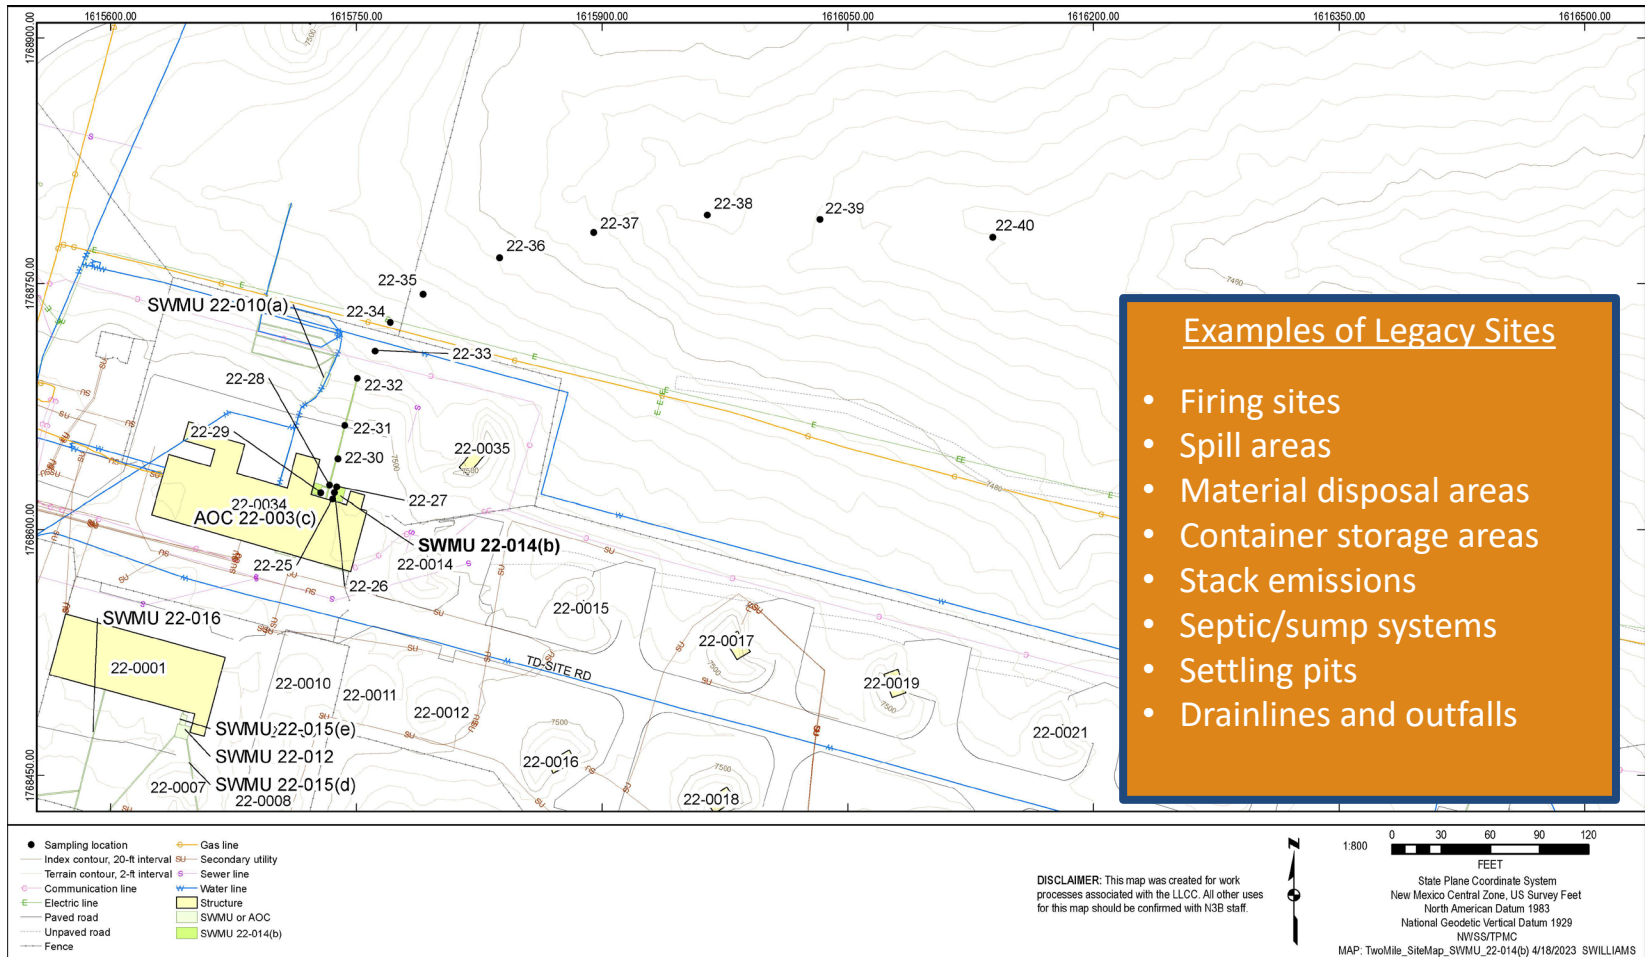 1615600.00 1615750.00 1615900.00 1616050.00 1616200.00 1616350.00 1616500.00
1768900.00
1768750.00
1768600.00
1768450.00
7500
22-38
22-39
22-37
22-40
22-36
22-35
7460
SWMU 22-010(a)
22-34
22-33
22-28
22-32
22-31
22-29
22-0035
22-30
7500
7500
7480
22-27
22-0034
AOC 22-003(c)
SWMU 22-014(b)
22-25
22-0014
22-26
22-0015
SWMU 22-016
22-0017
22-0001
TD-SITE RD
7500
22-0010
22-0011
22-0019
22-0012
7500
SWMU 22-015(e)
7500
22-0021
SWMU 22-012
22-0016
7500
SWMU 22-015(d)
22-0007
22-0008
22-0018
Examples of Legacy Sites
• Firing sites
• Spill areas
• Material disposal areas
• Container storage areas
• Stack emissions
• Septic/sump systems
• Settling pits
• Drainlines and outfalls
Sampling location
Index contour, 20-ft interval
Terrain contour, 2-ft interval
C Communication line
E Electric line
Paved road
Unpaved road
Fence
G Gas line
SU Secondary utility
S Sewer line
W Water line
Structure
SWMU or AOC
SWMU 22-014(b)
DISCLAIMER: This map was created for work
processes associated with the LLCC. All other uses
for this map should be confirmed with N3B staff.
N
1:800
0 30 60 90 120
FEET
State Plane Coordinate System
New Mexico Central Zone, US Survey Feet
North American Datum 1983
National Geodetic Vertical Datum 1929
NWSS/TPMC
MAP: TwoMile_SiteMap_SWMU_22-014(b) 4/18/2023 SWILLIAMS